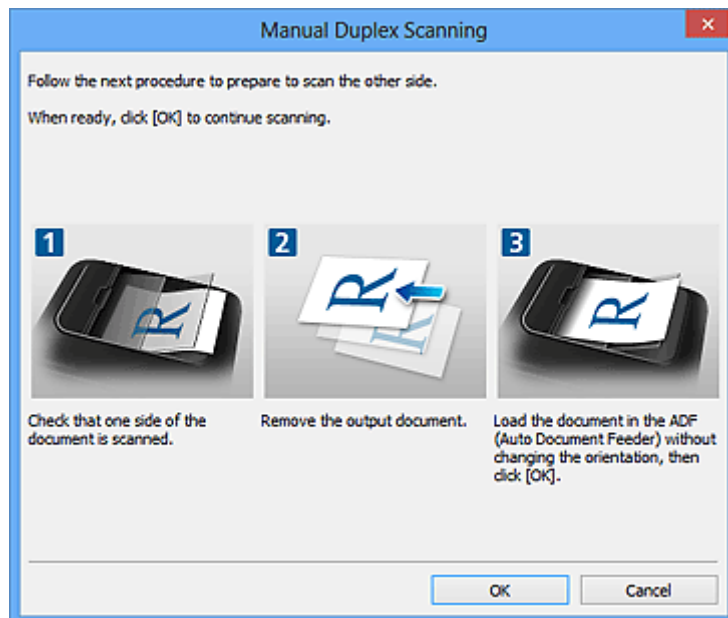 Manual Duplex Scanning
Follow the next procedure to prepare to scan the other side.
When ready, click [OK] to continue scanning.
1
R
Check that one side of the
document is scanned.
2
R
R
Remove the output document.
3
R
Load the document in the ADF
(Auto Document Feeder) without
changing the orientation, then
click [OK].
OK
Cancel